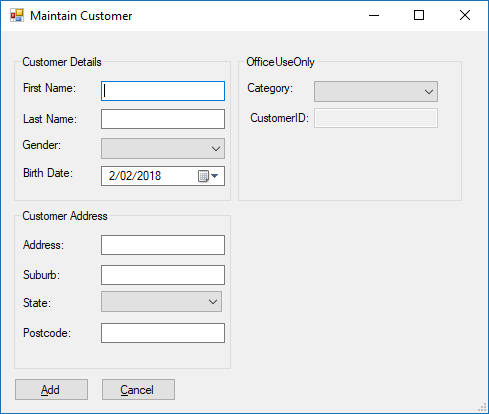 Maintain Customer
Customer Details
First Name:
Last Name:
Gender:
Birth Date: 2/02/2018
OfficeUseOnly
Category:
CustomerID:
Customer Address
Address:
Suburb:
State:
Postcode:
Add Cancel